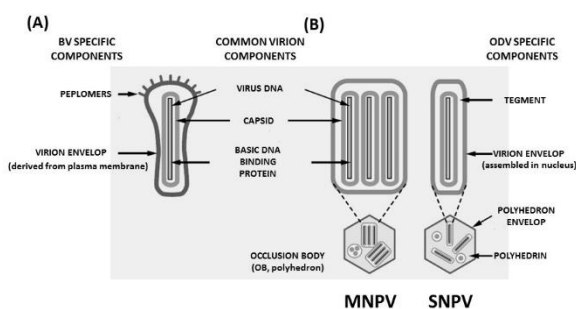 (A)
(B)
BV SPECIFIC
COMPONENTS
COMMON VIRION
COMPONENTS
ODV SPECIFIC
COMPONENTS
PEPLOMERS
VIRUS DNA
TEGMENT
CAPSID
VIRION ENVELOP
(derived from plasma membrane)
BASIC DNA
BINDING
PROTEIN
VIRION ENVELOP
(assembled in nucleus)
POLYHEDRON
ENVELOP
OCCLUSION BODY
(OB, polyhedron)
POLYHEDRIN
MNPV
SNPV